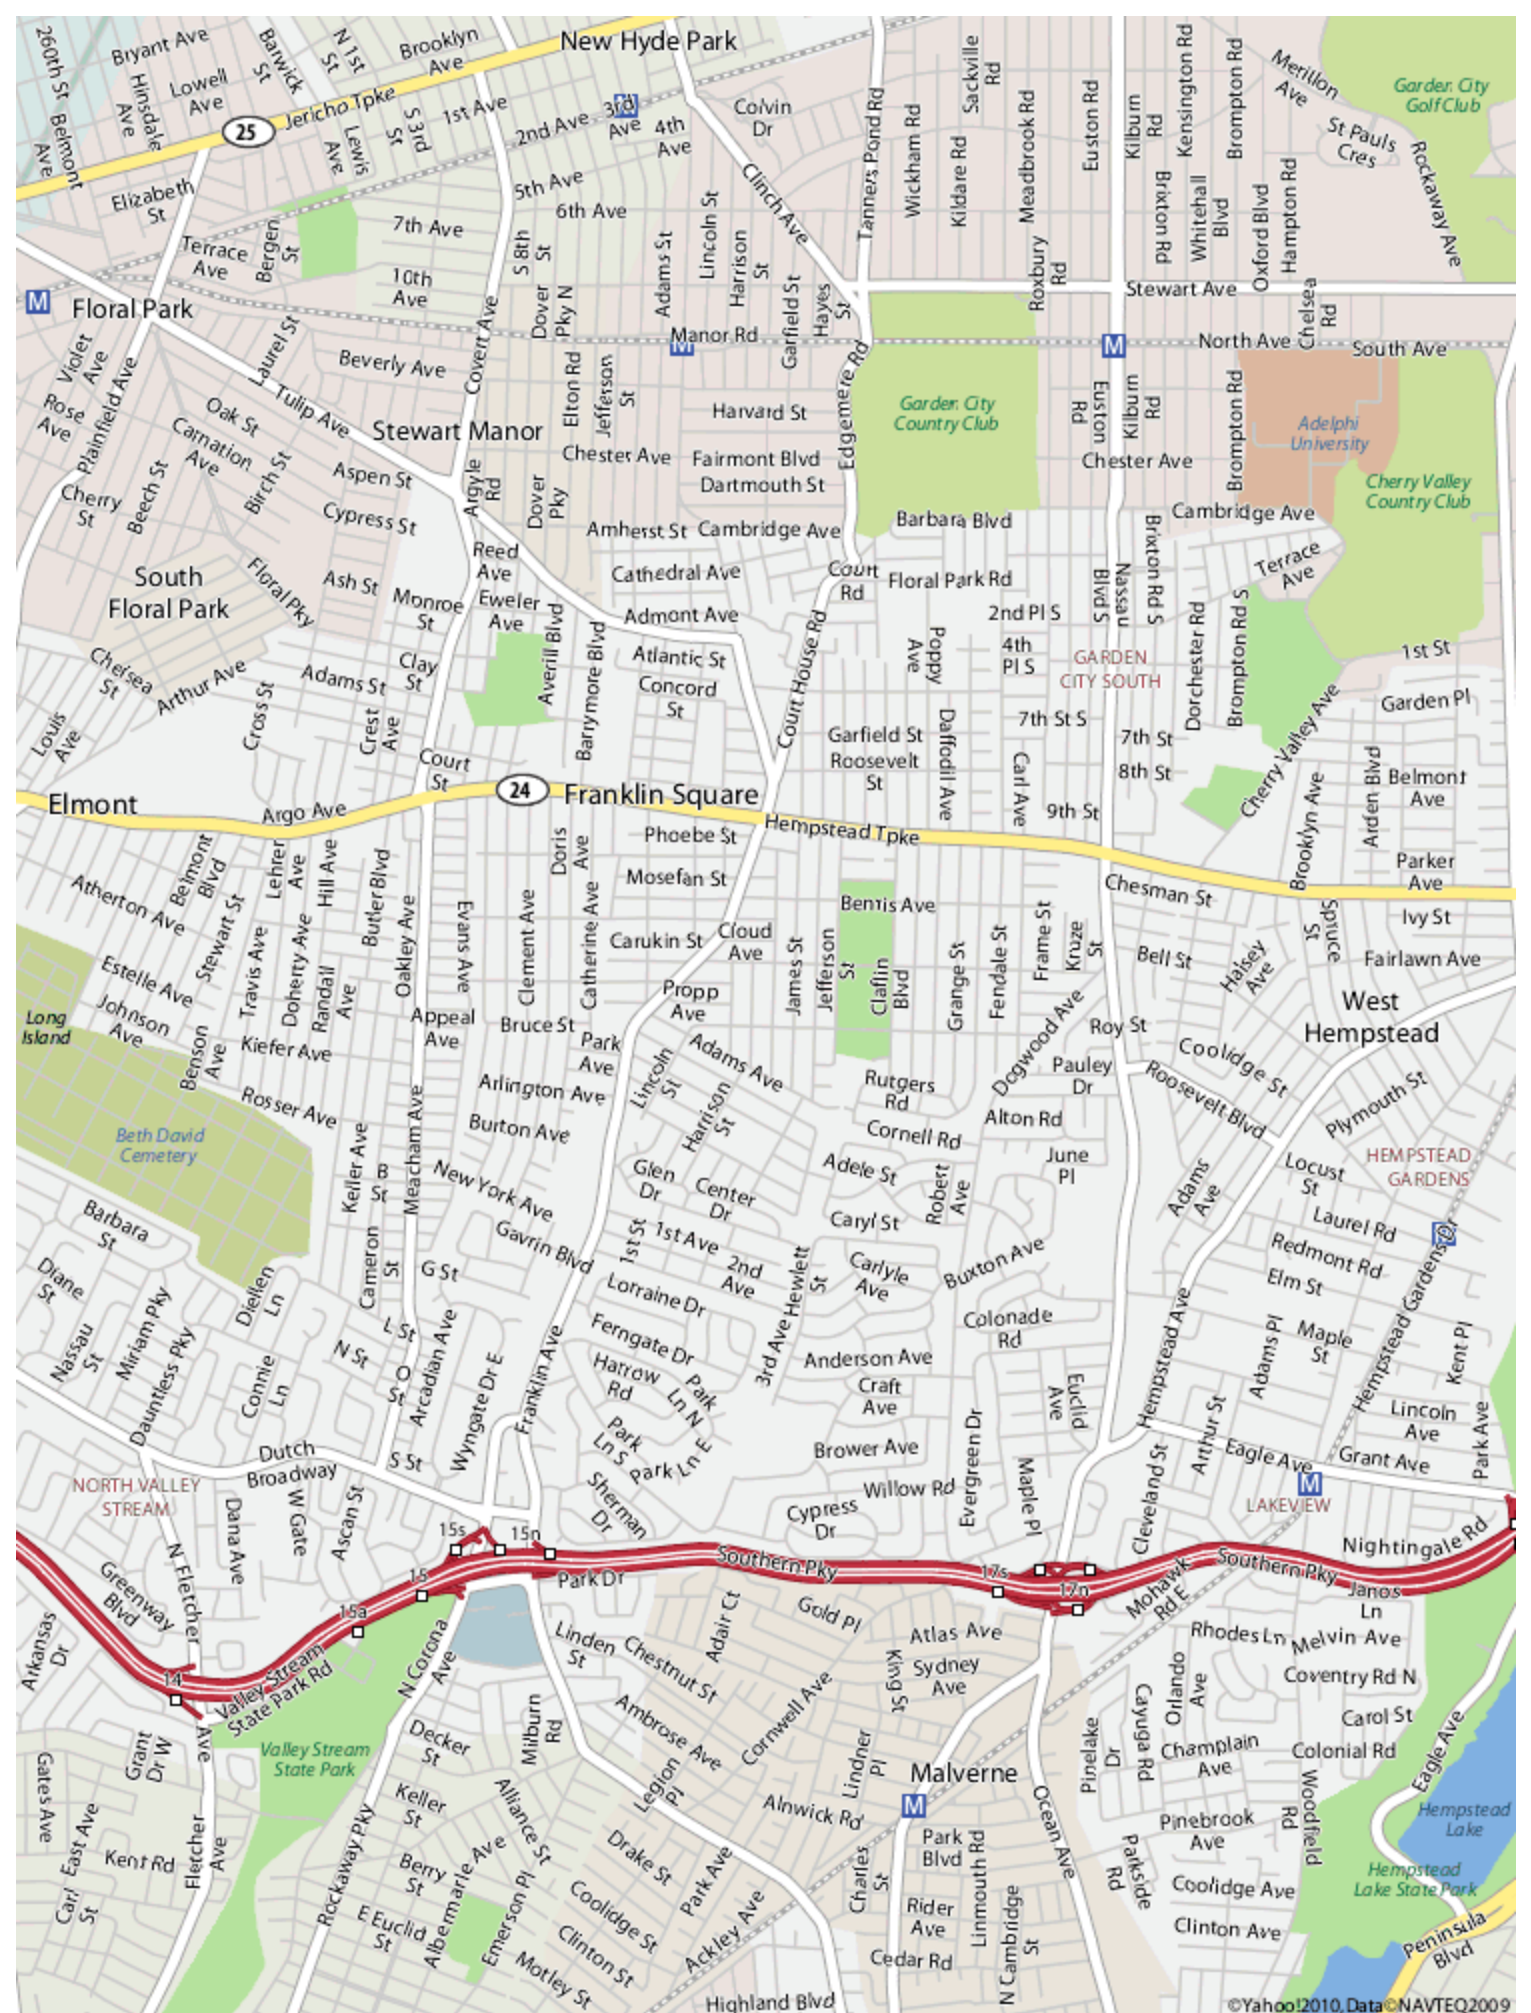 260th St
Bryant Ave
Barwick
St
N 1st
St
Brooklyn
Ave
New Hyde Park
Sackville
Rd
Kensington Rd
Brompton Rd
Merillon
Ave
Garden City
Golf Club
Hinsdale
Ave
Lowell
Ave
Jericho Tpke
25
Belmont
Ave
Lewis
Ave
S 3rd
St
1st Ave
2nd Ave
3rd
Ave
M
4th
Ave
Colvin
Dr
Tanners Pond Rd
Wickham Rd
Kildare Rd
Meadbrook Rd
Euston Rd
Kilburn
Rd
St Pauls
Cres
Rockaway Ave
Elizabeth
St
5th Ave
6th Ave
7th Ave
Clinch Ave
Brixton Rd
Whitehall
Blvd
Oxford Blvd
Hampton Rd
Terrace
Ave
Bergen
St
10th
Ave
S 8th
St
Adams St
Lincoln St
Harrison
St
Garfield St
Hayes
St
Roxbury
Rd
Stewart Ave
M
Floral Park
Covert Ave
Dover
Pky N
Manor Rd
M
M
North Ave
Chelsea
Rd
South Ave
Violet
Ave
Laurel St
Beverly Ave
Elton Rd
Jefferson
St
Edgemere Rd
Rose
Ave
Plainfield Ave
Oak St
Tulip Ave
Stewart Manor
Harvard St
Garden City
Country Club
Euston
Rd
Kilburn
Rd
Brompton Rd
Adelphi
University
Carnation
Ave
Chester Ave
Fairmont Blvd
Dartmouth St
Chester Ave
Cherry Valley
Country Club
Cherry
St
Beech St
Birch St
Aspen St
Argyle
Rd
Dover
Pky
Cypress St
Amherst St
Cambridge Ave
Barbara Blvd
Cambridge Ave
Reed
Ave
Brixton Rd S
Terrace
Ave
South
Floral Park
Floral Pky
Ash St
Monroe
St
Eweler
Ave
Cathedral Ave
Court
Rd
Floral Park Rd
Nassau
Blvd S
Admont Ave
2nd Pl S
Dorchester Rd
Brompton Rd S
Averill Blvd
Barrymore Blvd
Atlantic St
Court House Rd
Poppy
Ave
4th
Pl S
GARDEN
CITY SOUTH
1st St
Chelsea
St
Arthur Ave
Cross St
Adams St
Clay
St
Concord
St
Garden Pl
Louis
Ave
Crest
Ave
Court
St
Garfield St
Roosevelt
St
Daffodil Ave
7th St S
7th St
8th St
Carl Ave
9th St
Cherry Valley Ave
Brooklyn Ave
Arden Blvd
Belmont
Ave
Elmont
Argo Ave
24
Franklin Square
Hempstead Tpke
Phoebe St
Doris
Ave
Belmont
Blvd
Lehrer
Ave
Hill Ave
Butler Blvd
Parker
Ave
Atherton Ave
Mosefan St
Chesman St
Stewart St
Oakley Ave
Evans Ave
Clement Ave
Catherine Ave
Bemis Ave
Spruce
St
Ivy St
Carukin St
Cloud
Ave
James St
Jefferson
St
Claflin
Blvd
Grange St
Fendale St
Frame St
Kruze
St
Bell St
Halsey
Ave
Fairlawn Ave
Estelle Ave
Travis Ave
Doherty Ave
Randall
Ave
Johnson
Ave
Long
Island
Propp
Ave
West
Hempstead
Appeal
Ave
Bruce St
Park
Ave
Benson
Ave
Kiefer Ave
Lincoln
St
Adams Ave
Dogwood Ave
Roy St
Coolidge St
Pauley
Dr
Rosser Ave
Arlington Ave
Rutgers
Rd
Roosevelt Blvd
Plymouth St
Beth David
Cemetery
Meacham Ave
Burton Ave
Harrison
St
Alton Rd
Cornell Rd
Keller Ave
B
St
New York Ave
Glen
Dr
Center
Dr
Adele St
June
Pl
HEMPSTEAD
GARDENS
Locust
St
Adams
Ave
Robert
Ave
Barbara
St
Gavrin Blvd
1st St
1st Ave
Caryl St
Laurel Rd
Cameron
St
G St
2nd
Ave
3rd Ave
Hewlett
St
Carlyle
Ave
Buxton Ave
Redmont Rd
Elm St
Hempstead Gardens Dr
Diane
St
Diellen
Ln
Lorraine Dr
Colonade
Rd
Nassau
St
Miriam Pky
Dauntless Pky
L St
N St
Arcadian Ave
Ferngate Dr
Adams Pl
Maple
St
Kent Pl
Connie
Ln
O
St
Wyngate Dr E
Franklin Ave
Harrow
Rd
Park
Ln N
Anderson Ave
Craft
Ave
Euclid
Ave
Hempstead Ave
Arthur St
Lincoln
Ave
Park
Ln S
Park Ln E
Brower Ave
Evergreen Dr
Eagle Ave
Grant Ave
Park Ave
Dutch
Broadway
S St
NORTH VALLEY
STREAM
Dana Ave
W Gate
Ascan St
Sherman
Dr
Willow Rd
Cypress
Dr
Maple Pl
Cleveland St
M
LAKEVIEW
15s
15n
Nightingale Rd
N Fletcher
Ave
Greenway
Blvd
15
15a
14
Southern Pky
Park Dr
17s
17n
Mohawk
Rd E
Southern Pky
Janos
Ln
Arkansas
Dr
Valley Stream
State Park Rd
N Corona
Ave
Linden
St
Chestnut St
Adair Ct
Gold Pl
Atlas Ave
Rhodes Ln
Melvin Ave
King St
Sydney
Ave
Orlando
Ave
Coventry Rd N
Cornwell Ave
Ambrose Ave
Milburn
Rd
Decker
St
Cayuga Rd
Carol St
Grant
Dr W
Valley Stream
State Park
Legion
Pl
Lindner
Pl
Malverne
Pinelake
Dr
Champlain
Ave
Colonial Rd
Eagle Ave
Gates Ave
Keller
St
Alliance St
Alnwick Rd
M
Ocean Ave
Pinebrook
Ave
Woodfield
Rd
Hempstead
Lake
East Ave
Kent Rd
Fletcher
Ave
Rockaway Pky
Berry
St
Albermarle Ave
Drake St
Park Ave
Park
Blvd
Linmouth Rd
Parkside
Rd
Hempstead
Lake State Park
Carl
St
Charles
St
Coolidge Ave
Emerson Pl
Coolidge St
Ackley Ave
Rider
Ave
N Cambridge
St
Clinton Ave
Peninsula
Blvd
E Euclid
St
Clinton St
Cedar Rd
Motley St
Highland Blvd
©Yahoo!2010, Data©NAVTEQ2009